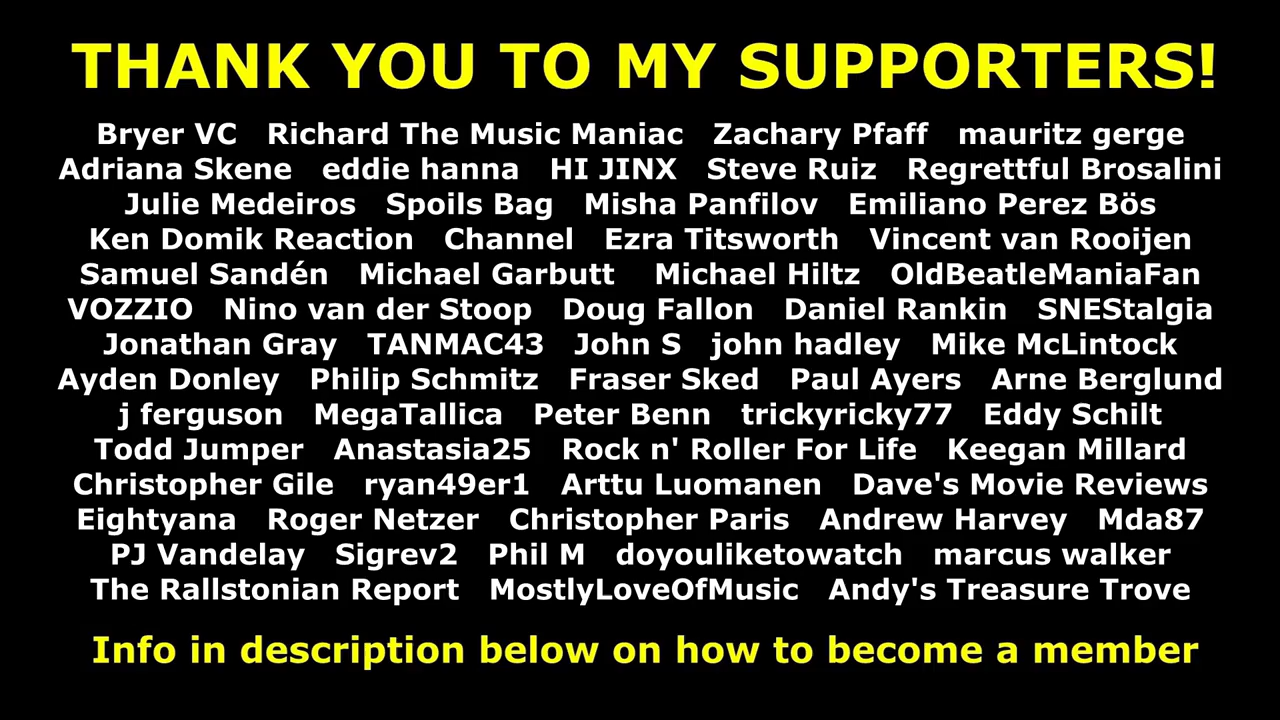 THANK YOU TO MY SUPPORTERS!
Bryer VC Richard The Music Maniac Zachary Pfaff mauritz gerge
Adriana Skene eddie hanna HI JINX Steve Ruiz Regrettful Brosalini
Julie Medeiros Spoils Bag Misha Panfilov Emiliano Perez Bös
Ken Domik Reaction Channel Ezra Titsworth Vincent van Rooijen
Samuel Sandén Michael Garbutt Michael Hiltz OldBeatleManiaFan
VOZZIO Nino van der Stoop Doug Fallon Daniel Rankin SNEStalgia
Jonathan Gray TANMAC43 John S john hadley Mike McLintock
Ayden Donley Philip Schmitz Fraser Sked Paul Ayers Arne Berglund
j ferguson MegaTallica Peter Benn trickyricky77 Eddy Schilt
Todd Jumper Anastasia25 Rock n' Roller For Life Keegan Millard
Christopher Gile ryan49er1 Arttu Luomanen Dave's Movie Reviews
Eightyana Roger Netzer Christopher Paris Andrew Harvey Mda87
PJ Vandelay Sigrev2 Phil M doyouliketowatch marcus walker
The Rallstonian Report MostlyLoveOfMusic Andy's Treasure Trove
Info in description below on how to become a member